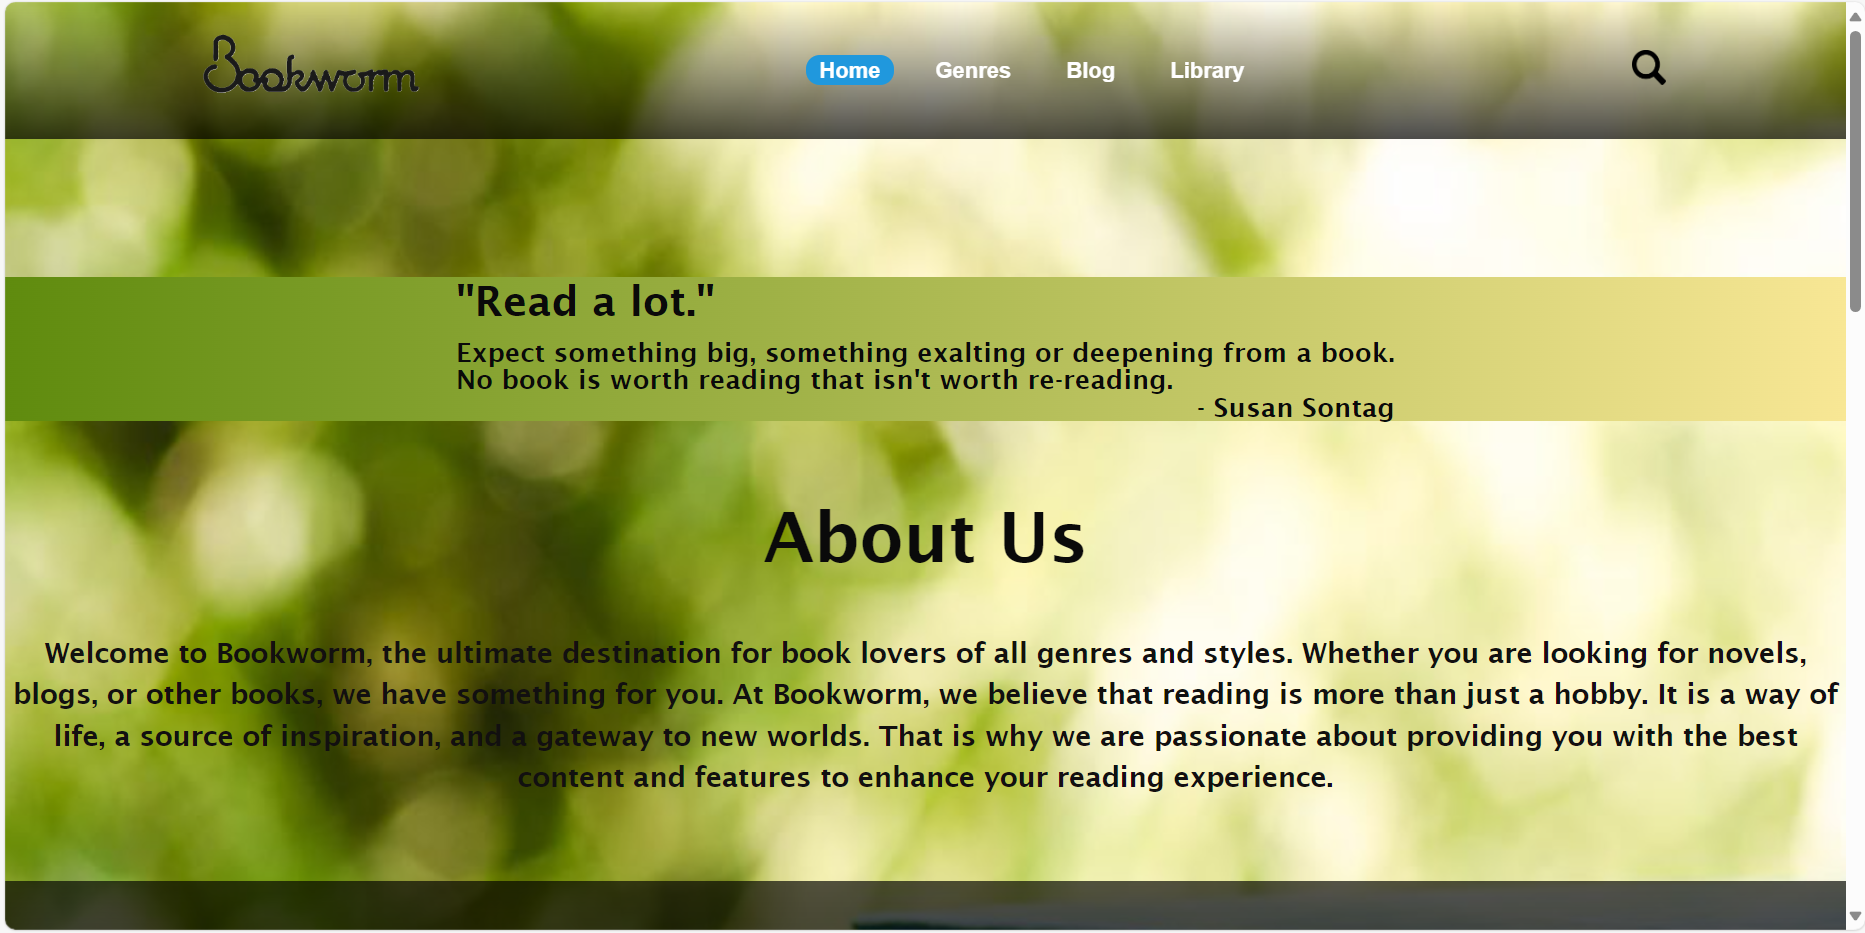 Bookworm
Home Genres Blog Library
"Read a lot."
Expect something big, something exalting or deepening from a book.
No book is worth reading that isn't worth re-reading.
- Susan Sontag
About Us
Welcome to Bookworm, the ultimate destination for book lovers of all genres and styles. Whether you are looking for novels,
blogs, or other books, we have something for you. At Bookworm, we believe that reading is more than just a hobby. It is a way of
life, a source of inspiration, and a gateway to new worlds. That is why we are passionate about providing you with the best
content and features to enhance your reading experience.